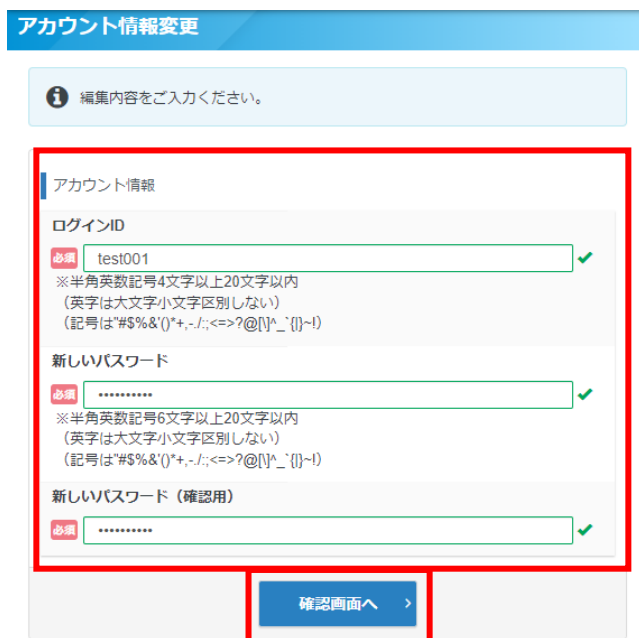 アカウント情報変更
編集内容をご入力ください。
アカウント情報
ログインID
必須 test001
※半角英数記号4文字以上20文字以内
（英字は大文字小文字区別しない）
（記号は"#$%&'()*+,-./:;<=>?@[\]^_`{|}~!）
新しいパスワード
必須 ••••••••••
※半角英数記号6文字以上20文字以内
（英字は大文字小文字区別しない）
（記号は"#$%&'()*+,-./:;<=>?@[\]^_`{|}~!）
新しいパスワード（確認用）
必須 ••••••••••
確認画面へ